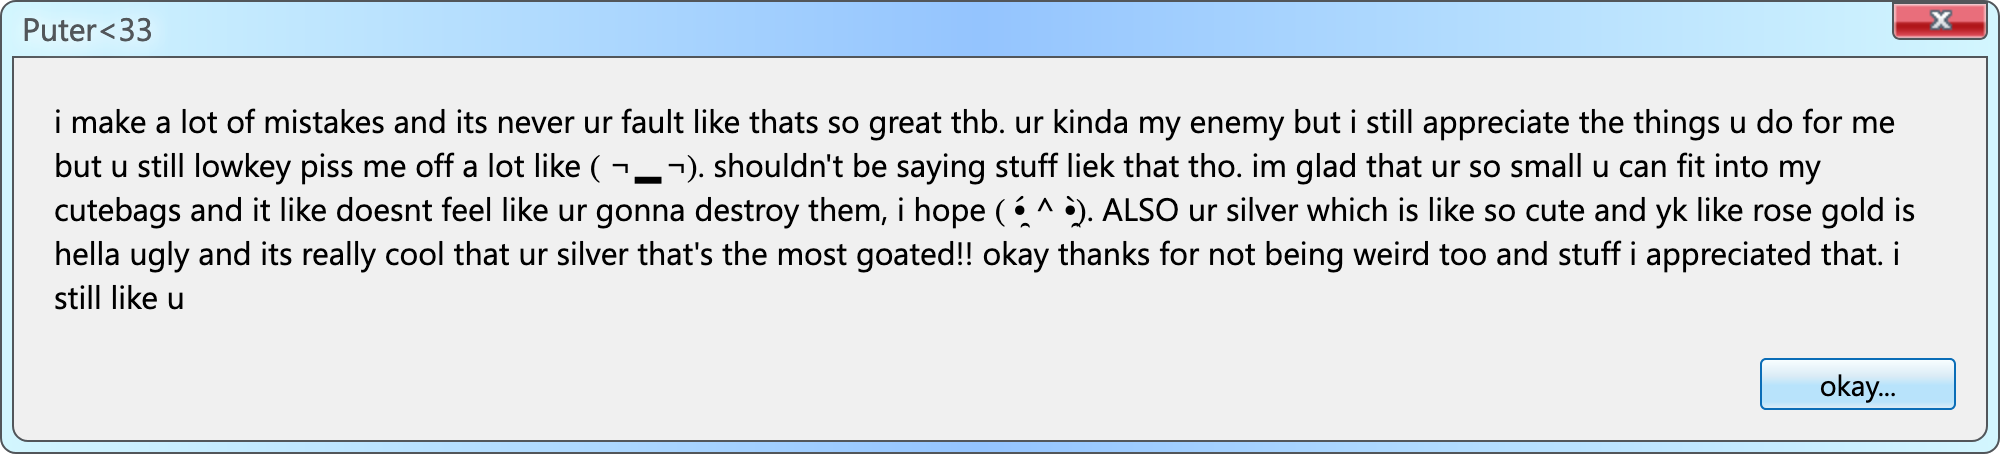 Puter<33
x
i make a lot of mistakes and its never ur fault like thats so great thb. ur kinda my enemy but i still appreciate the things u do for me
but u still lowkey piss me off a lot like ( ¬▂¬). shouldn't be saying stuff liek that tho. im glad that ur so small u can fit into my
cutebags and it like doesnt feel like ur gonna destroy them, i hope ( •̯́ ^ •̯̀). ALSO ur silver which is like so cute and yk like rose gold is
hella ugly and its really cool that ur silver that's the most goated!! okay thanks for not being weird too and stuff i appreciated that. i
still like u
okay...